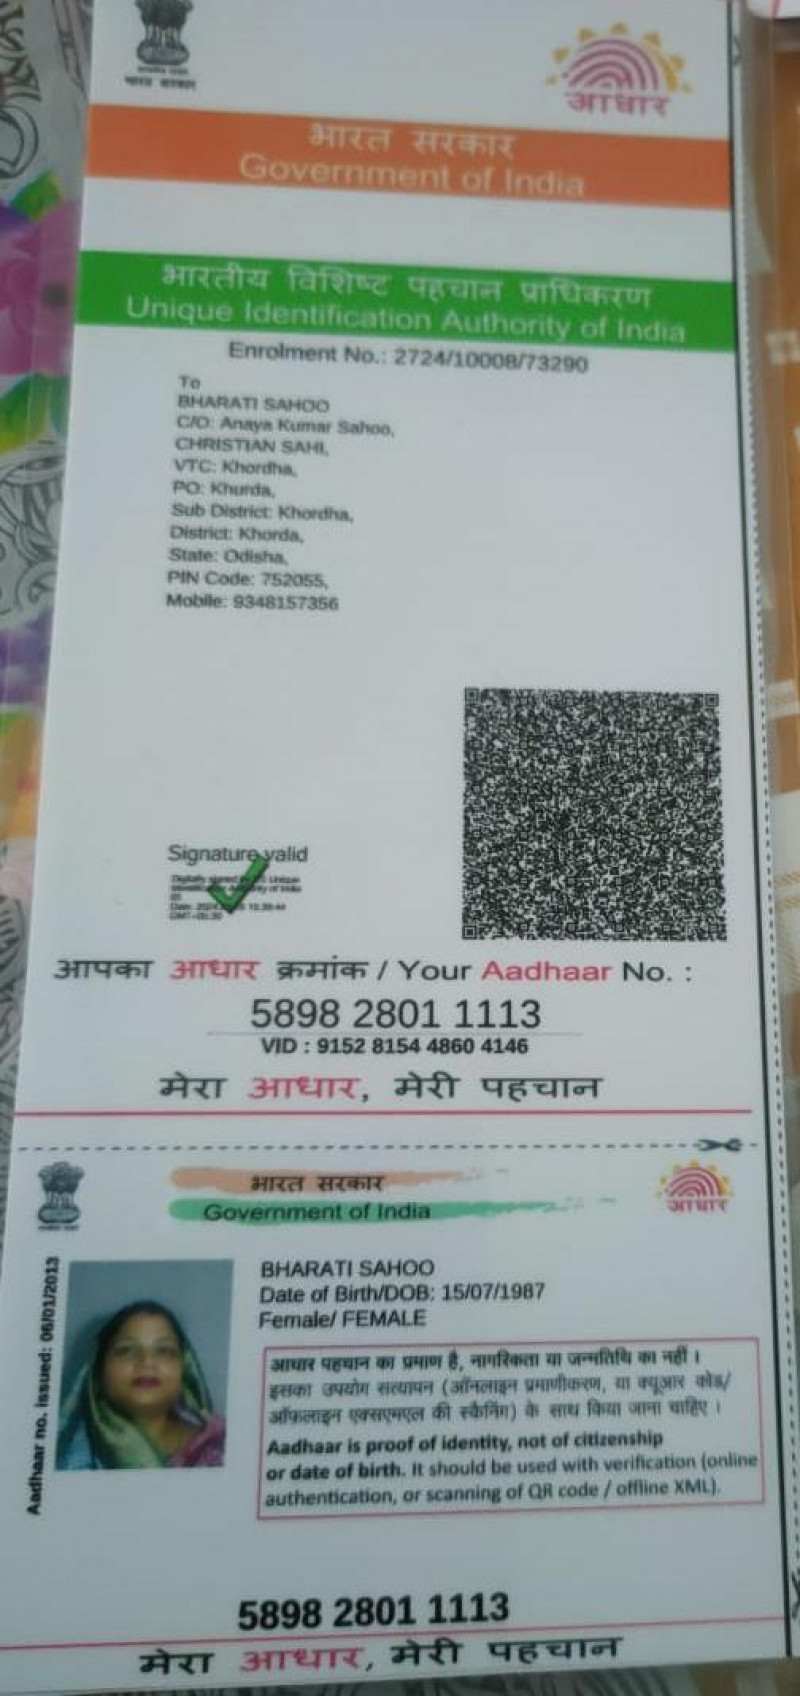 भारत सरकार
आधार
भारत सरकार
Government of India
भारतीय विशिष्ट पहचान प्राधिकरण
Unique Identification Authority of India
Enrolment No.: 2724/10008/73290
To
BHARATI SAHOO
C/O: Anaya Kumar Sahoo,
CHRISTIAN SAHI,
VTC: Khordha,
PO: Khurda,
Sub District: Khordha,
District: Khorda,
State: Odisha,
PIN Code: 752055,
Mobile: 9348157356
Signature valid
आपका आधार क्रमांक / Your Aadhaar No. :
5898 2801 1113
VID : 9152 8154 4860 4146
मेरा आधार, मेरी पहचान
भारत सरकार
Government of India
आधार
Aadhaar no. issued: 06/01/2013
BHARATI SAHOO
Date of Birth/DOB: 15/07/1987
Female/ FEMALE
आधार पहचान का प्रमाण है, नागरिकता या जन्मतिथि का नहीं ।
इसका उपयोग सत्यापन (ऑनलाइन प्रमाणीकरण, या क्यूआर कोड/
ऑफलाइन एक्सएमएल की स्कैनिंग) के साथ किया जाना चाहिए ।
Aadhaar is proof of identity, not of citizenship
or date of birth. It should be used with verification (online
authentication, or scanning of QR code / offline XML).
5898 2801 1113
मेरा आधार, मेरी पहचान